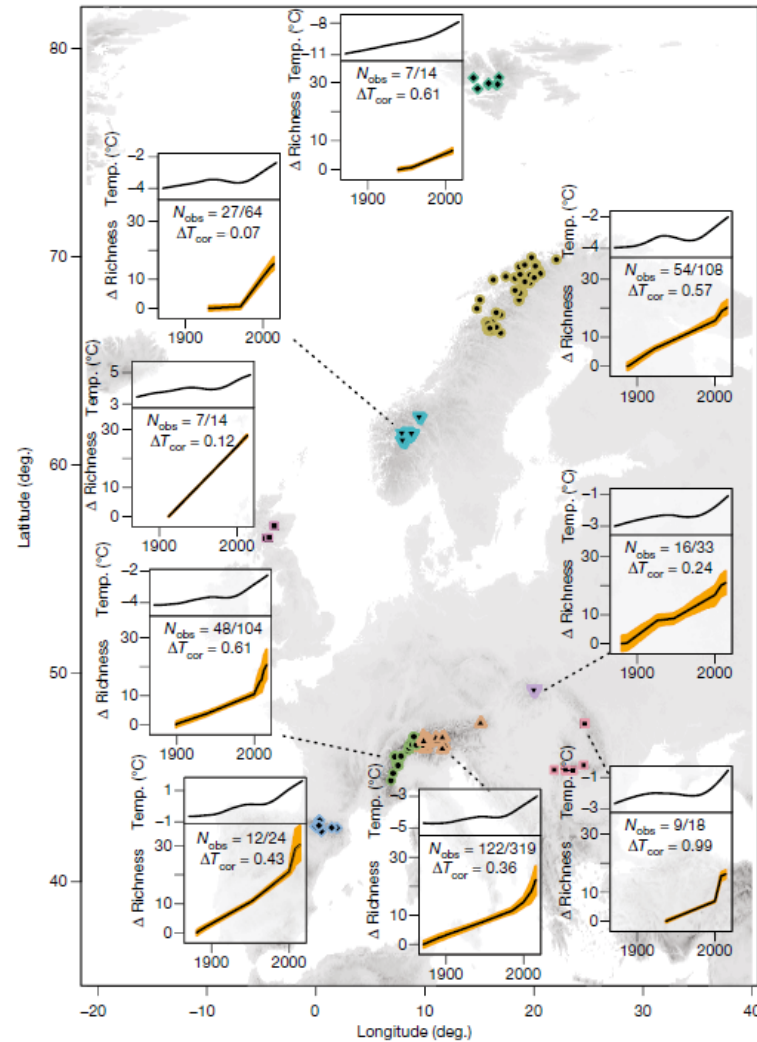 80
70
60
50
40
Latitude (deg.)
−20
−10
0
10
20
30
40
Longitude (deg.)
Temp. (°C)
−8
−11
Δ Richness
30
10
0
N_obs = 7/14
ΔT_cor = 0.61
1900
2000
Temp. (°C)
−2
−4
Δ Richness
30
10
0
N_obs = 27/64
ΔT_cor = 0.07
1900
2000
Temp. (°C)
−2
−4
Δ Richness
30
10
0
N_obs = 54/108
ΔT_cor = 0.57
1900
2000
Temp. (°C)
5
3
Δ Richness
30
10
0
N_obs = 7/14
ΔT_cor = 0.12
1900
2000
Temp. (°C)
−1
−3
Δ Richness
30
10
0
N_obs = 16/33
ΔT_cor = 0.24
1900
2000
Temp. (°C)
−2
−4
Δ Richness
30
10
0
N_obs = 48/104
ΔT_cor = 0.61
1900
2000
Temp. (°C)
1
−1
Δ Richness
30
10
0
N_obs = 12/24
ΔT_cor = 0.43
1900
2000
Temp. (°C)
−3
−5
Δ Richness
30
10
0
N_obs = 122/319
ΔT_cor = 0.36
1900
2000
Temp. (°C)
−1
−3
Δ Richness
30
10
0
N_obs = 9/18
ΔT_cor = 0.99
1900
2000